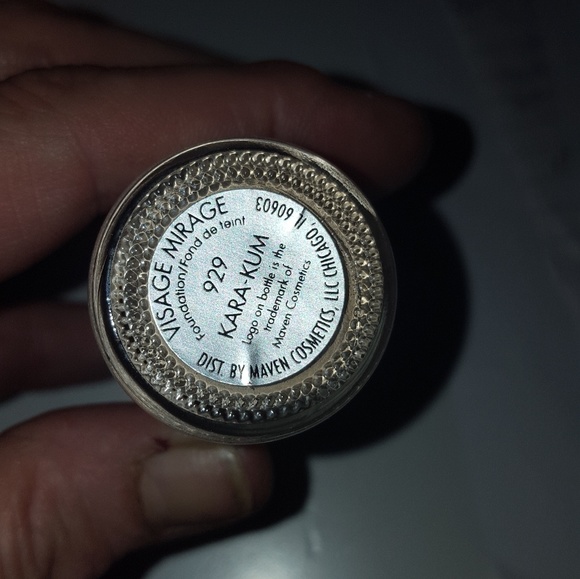 VISAGE MIRAGE
Foundation/Fond de teint
929
KARA-KUM
Logo on bottle is the
trademark of
Maven Cosmetics
DIST. BY MAVEN COSMETICS, LLC CHICAGO, IL 60603